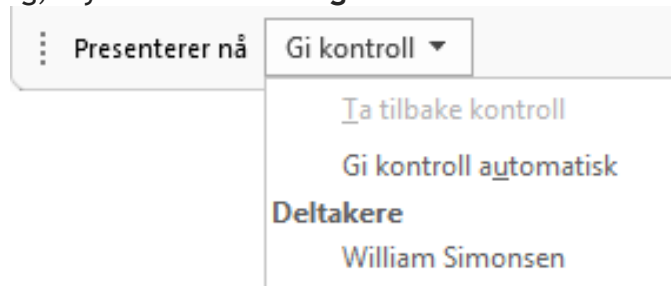 Presenterer nå Gi kontroll
Ta tilbake kontroll
Gi kontroll automatisk
Deltakere
William Simonsen